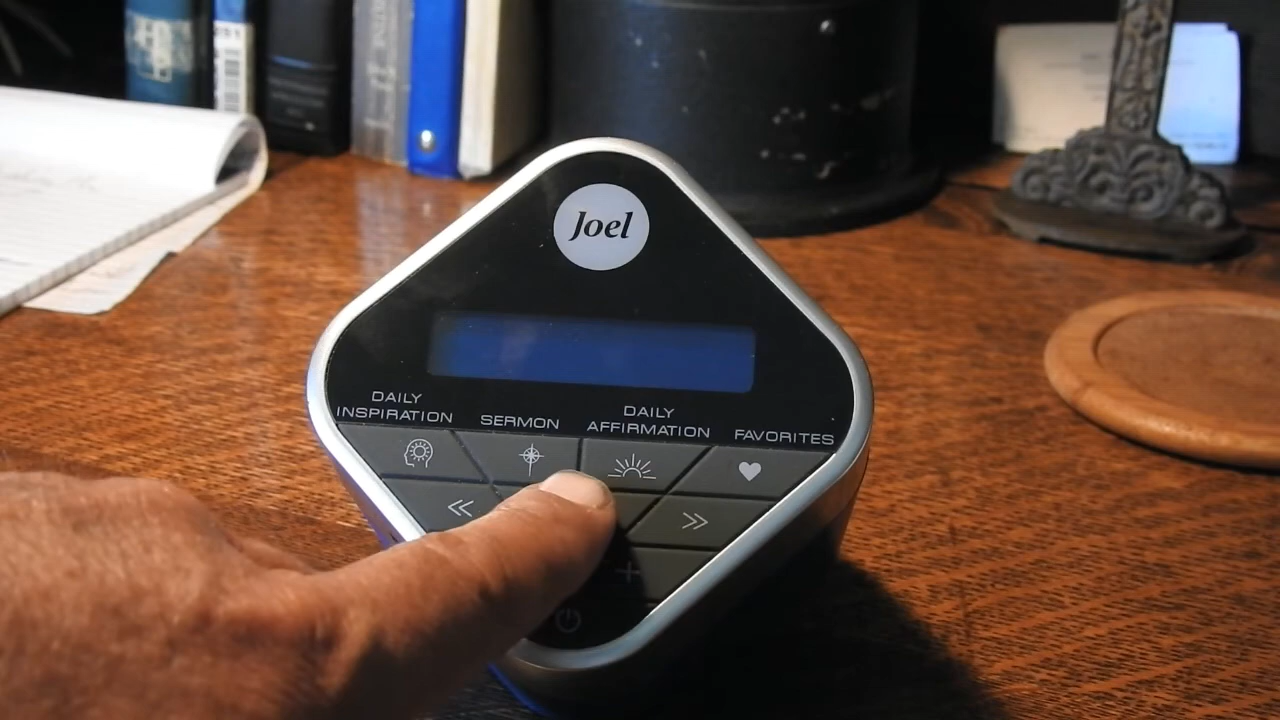 Joel
DAILY
INSPIRATION
SERMON
DAILY
AFFIRMATION
FAVORITES